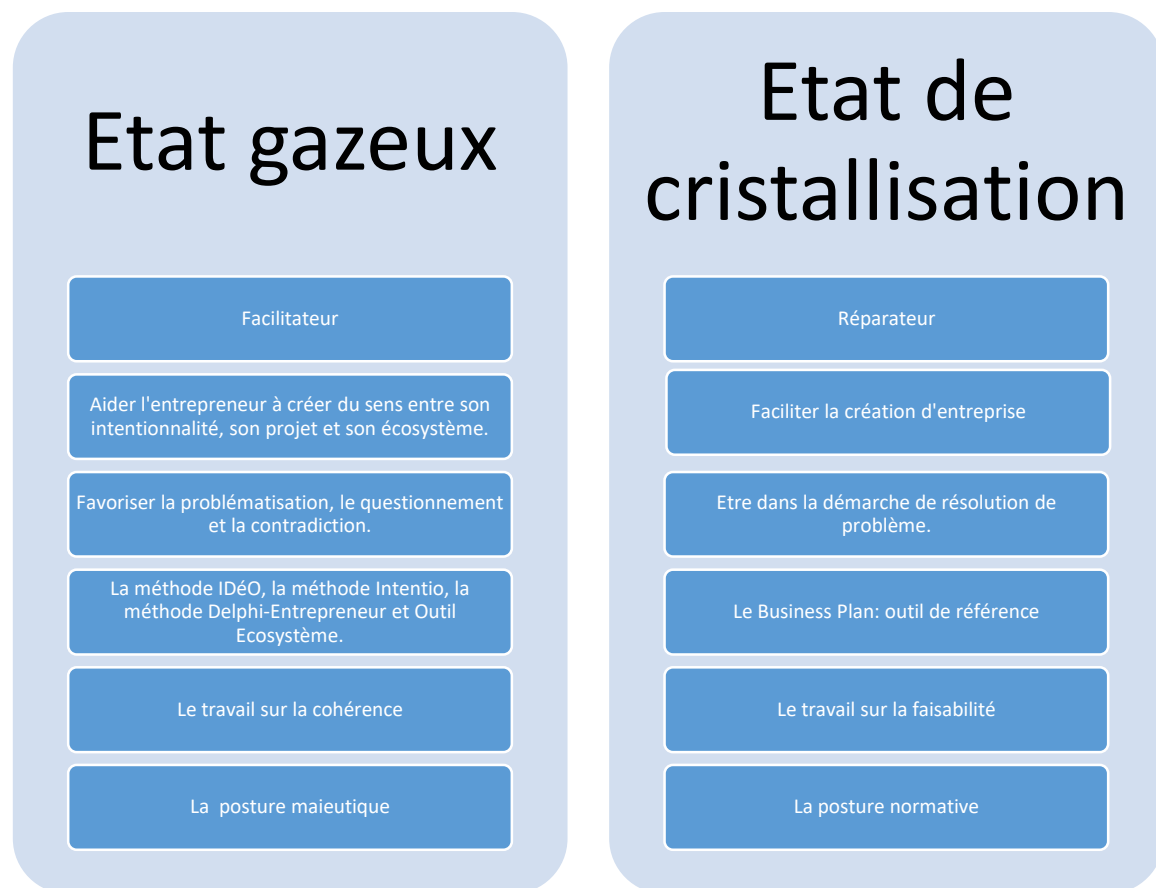 Etat gazeux
Facilitateur
Aider l'entrepreneur à créer du sens entre son
intentionnalité, son projet et son écosystème.
Favoriser la problématisation, le questionnement
et la contradiction.
La méthode IDéO, la méthode Intentio, la
méthode Delphi-Entrepreneur et Outil
Ecosystème.
Le travail sur la cohérence
La  posture maieutique
Etat de
cristallisation
Réparateur
Faciliter la création d'entreprise
Etre dans la démarche de résolution de
problème.
Le Business Plan: outil de référence
Le travail sur la faisabilité
La posture normative